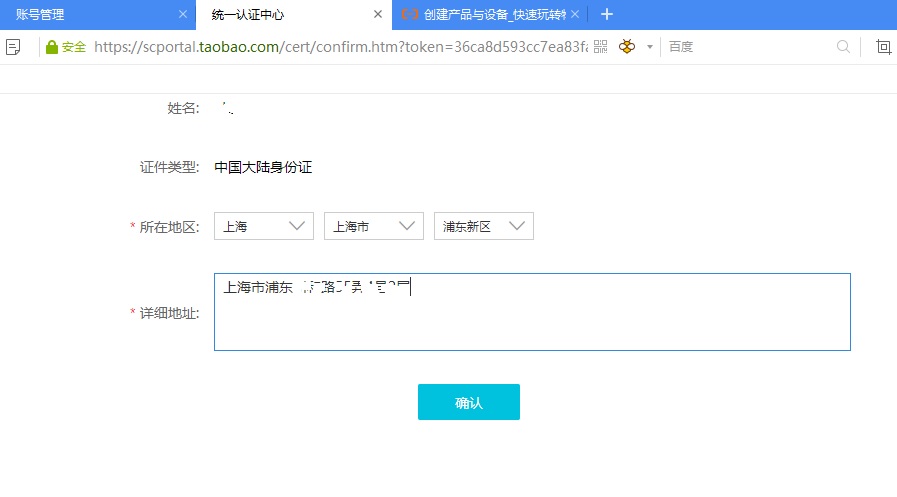 账号管理
统一认证中心
创建产品与设备_快速玩转物
安全 https://scportal.taobao.com/cert/confirm.htm?token=36ca8d593cc7ea83fa 百度
姓名:
证件类型: 中国大陆身份证
* 所在地区: 上海 上海市 浦东新区
上海市浦东
* 详细地址:
确认